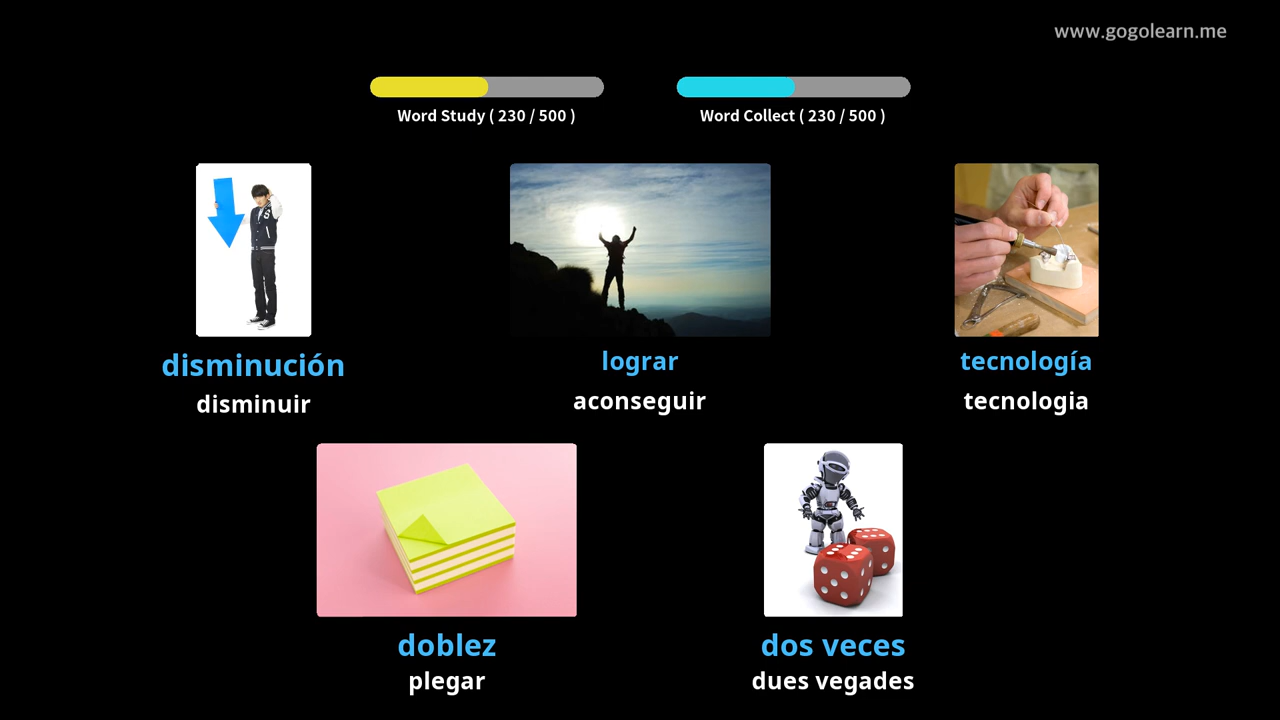 www.gogolearn.me
Word Study ( 230 / 500 )
Word Collect ( 230 / 500 )
disminución
disminuir
lograr
aconseguir
tecnología
tecnologia
doblez
plegar
dos veces
dues vegades